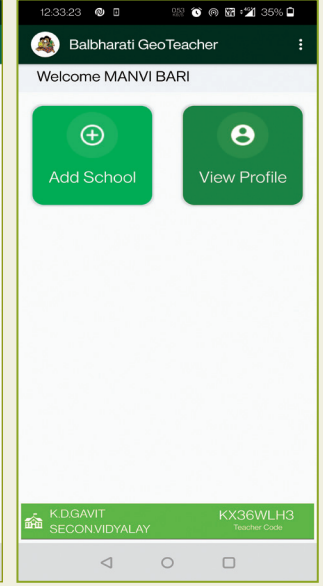 12:33:23 35%
Balbharati GeoTeacher
Welcome MANVI BARI
Add School
View Profile
K.D.GAVIT
SECON.VIDYALAY
KX36WLH3
Teacher Code